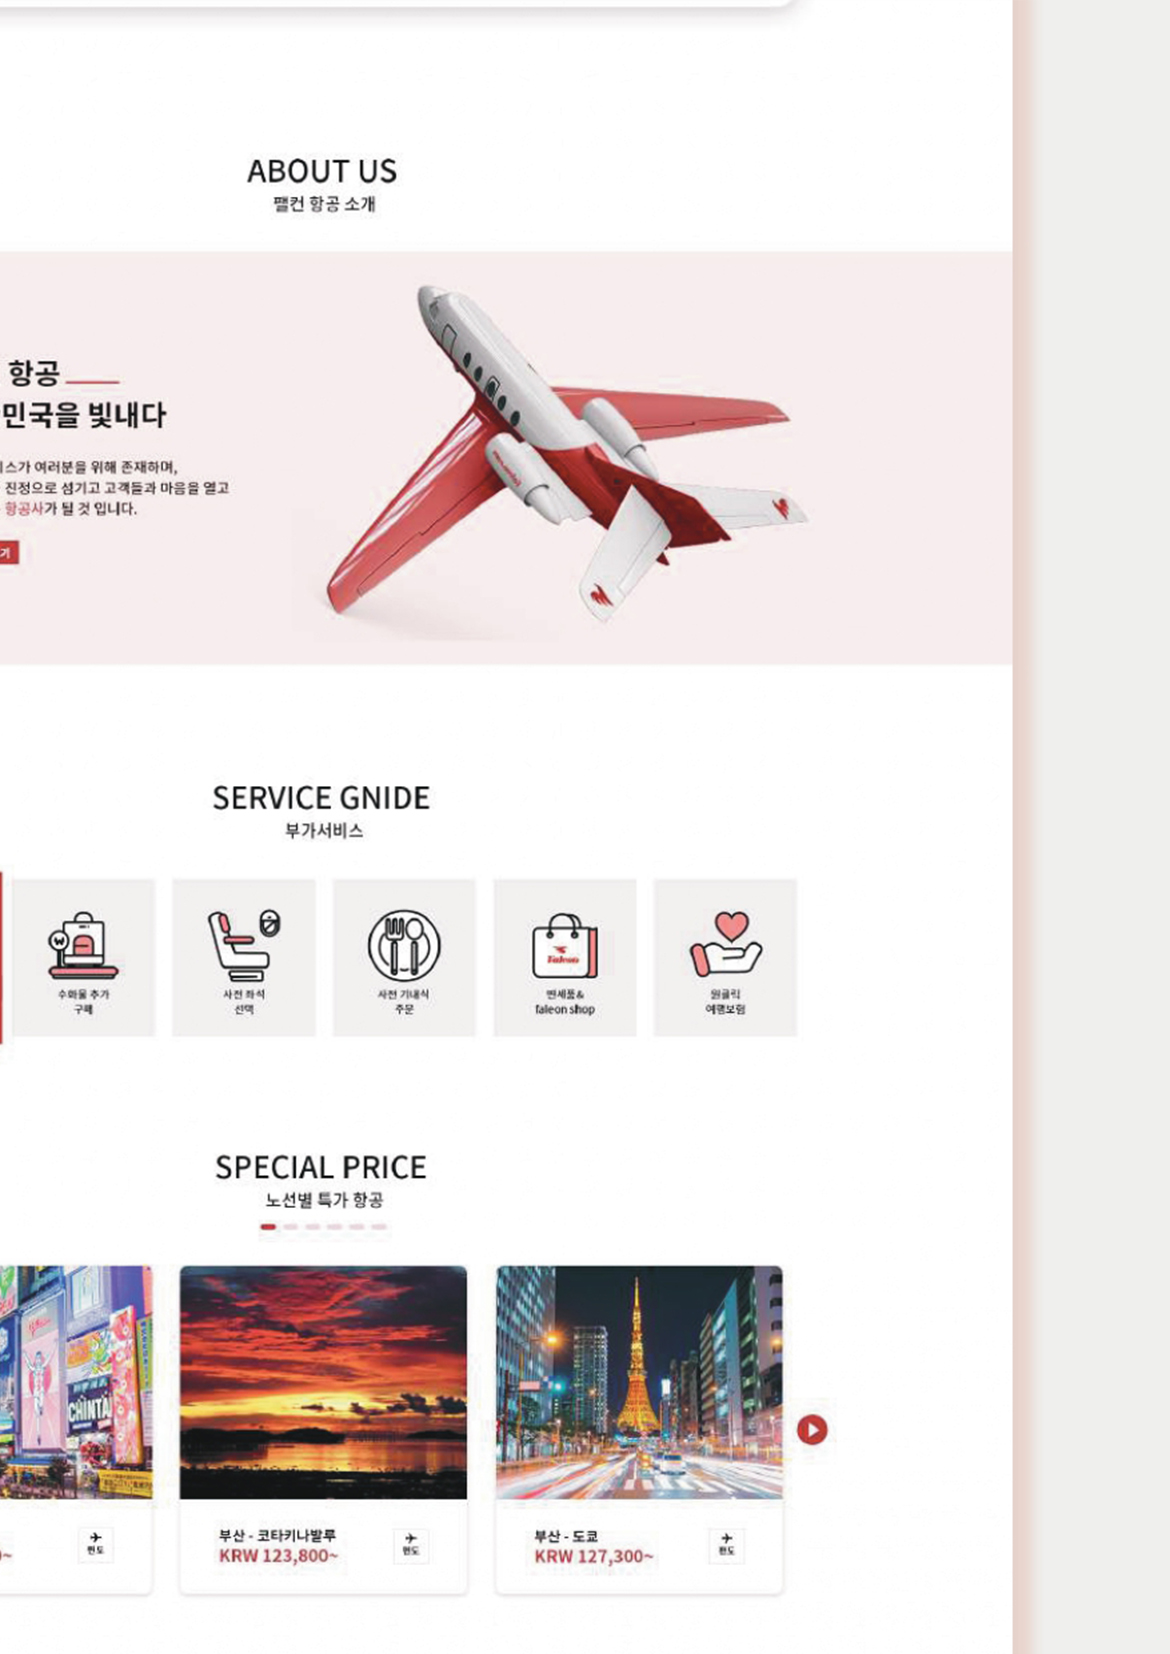 ABOUT US
팰컨 항공 소개
항공
민국을 빛내다
스가 여러분을 위해 존재하며,
진정으로 섬기고 고객들과 마음을 열고
항공사가 될 것 입니다.
기
SERVICE GNIDE
부가서비스
수화물 추가
구매
사전 좌석
선택
사전 기내식
주문
Falcon
면세품&
faleon shop
원클릭
여행보험
SPECIAL PRICE
노선별 특가 항공
CHINTAI
편도
부산 - 코타키나발루
KRW 123,800~
편도
부산 - 도쿄
KRW 127,300~
편도